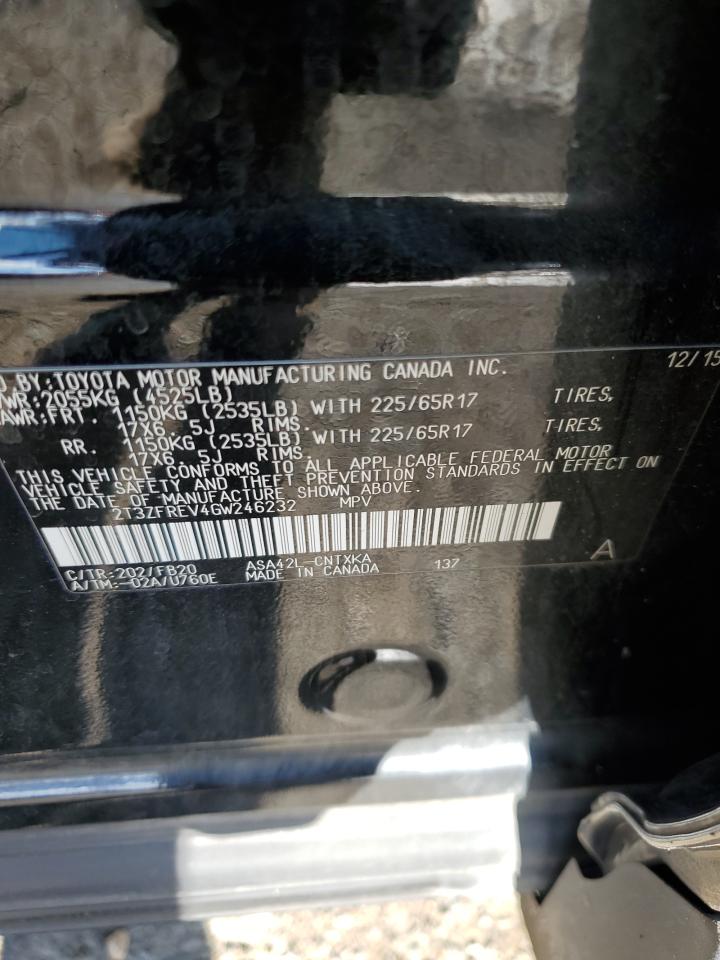 D BY:TOYOTA MOTOR MANUFACTURING CANADA INC. 12/15
VWR:2055KG (4525LB)
AWR:FRT. 1150KG (2535LB) WITH 225/65R17 TIRES,
17X6. 5J RIMS.
RR. 1150KG (2535LB) WITH 225/65R17 TIRES,
17X6. 5J RIMS.
THIS VEHICLE CONFORMS TO ALL APPLICABLE FEDERAL MOTOR
VEHICLE SAFETY AND THEFT PREVENTION STANDARDS IN EFFECT ON
THE DATE OF MANUFACTURE SHOWN ABOVE.
2T3ZFREV4GW246232 MPV
C/TR:202/FB20 ASA42L-CNTXKA 137 A
A/TM:-02A/U760E MADE IN CANADA